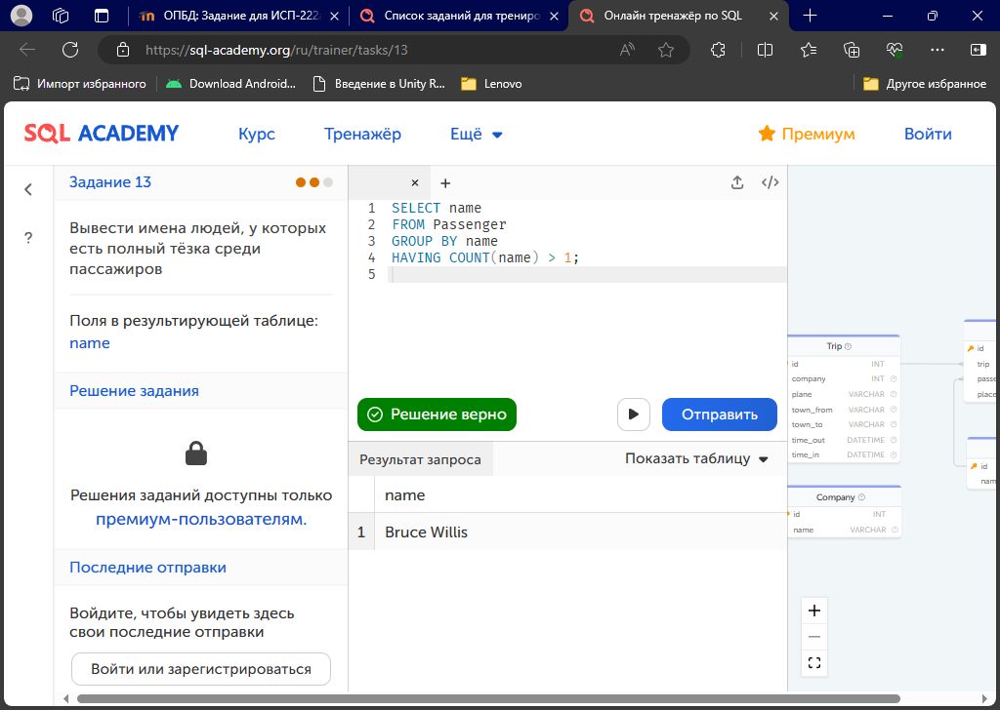 ОПБД: Задание для ИСП-222
Список заданий для трениро
Онлайн тренажёр по SQL
https://sql-academy.org/ru/trainer/tasks/13
Импорт избранного
Download Android...
Введение в Unity R...
Lenovo
Другое избранное
SQL ACADEMY
Курс
Тренажёр
Ещё
Премиум
Войти
Задание 13
?
Вывести имена людей, у которых
есть полный тёзка среди
пассажиров
Поля в результирующей таблице:
name
Решение задания
Решения заданий доступны только
премиум-пользователям.
Последние отправки
Войдите, чтобы увидеть здесь
свои последние отправки
Войти или зарегистрироваться
1 SELECT name
2 FROM Passenger
3 GROUP BY name
4 HAVING COUNT(name) > 1;
5
Решение верно
Отправить
Результат запроса
Показать таблицу
name
1 Bruce Willis
Trip
id INT
company INT
plane VARCHAR
town_from VARCHAR
town_to VARCHAR
time_out DATETIME
time_in DATETIME
Company
id INT
name VARCHAR
id
trip
passe
place
id
nam